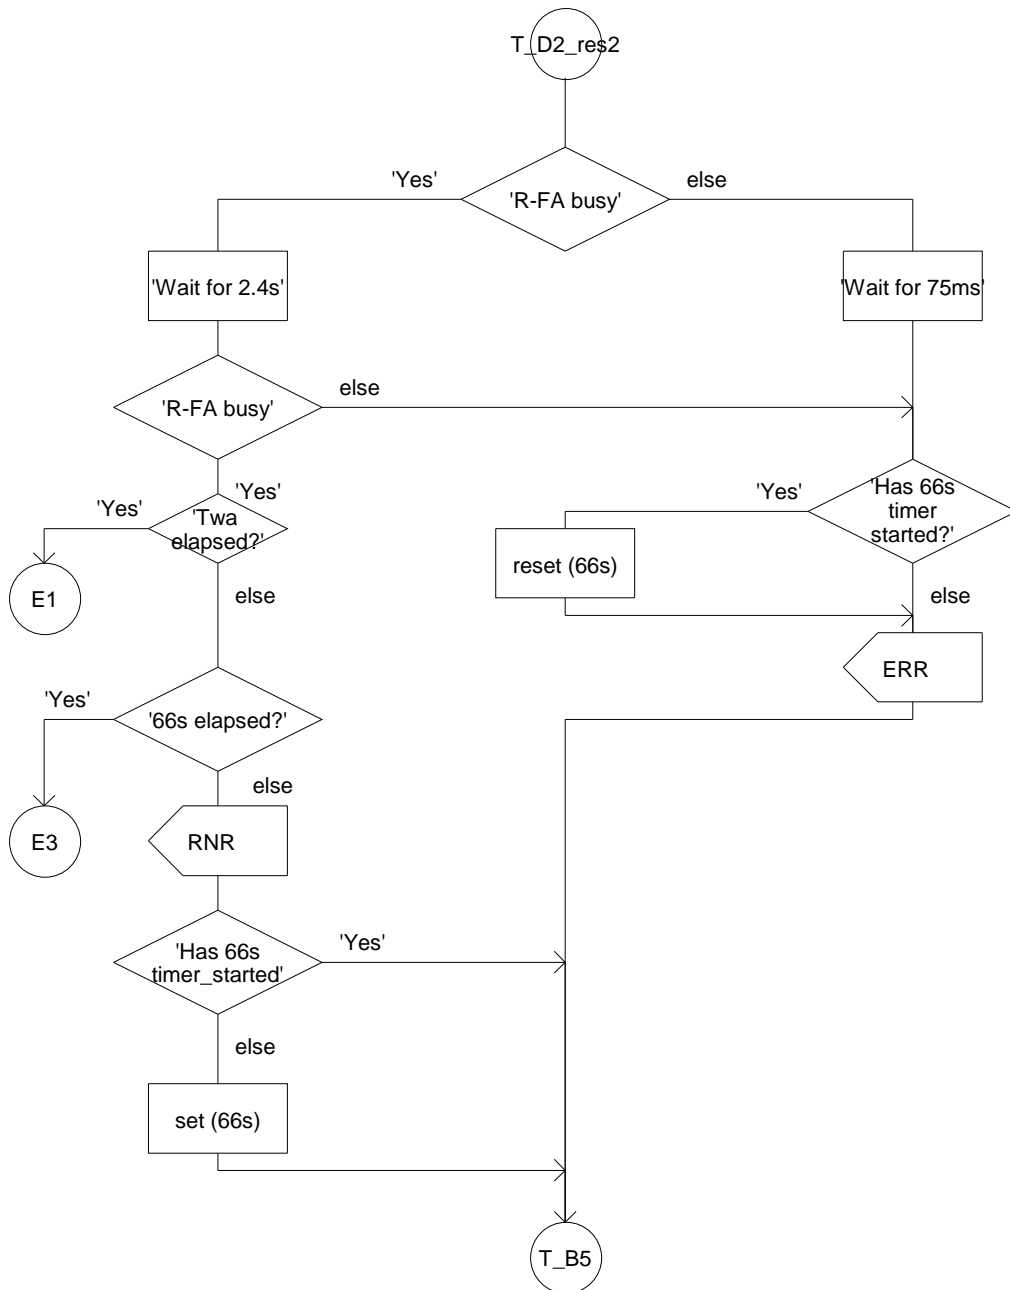 T_D2_res2
'Yes'
else
'R-FA busy'
'Wait for 2.4s'
'Wait for 75ms'
else
'R-FA busy'
'Yes'
'Yes'
'Twa
elapsed?'
E1
else
'Yes'
'Has 66s
timer
started?'
reset (66s)
else
ERR
'Yes'
'66s elapsed?'
else
E3
RNR
'Has 66s
timer_started'
'Yes'
else
set (66s)
T_B5